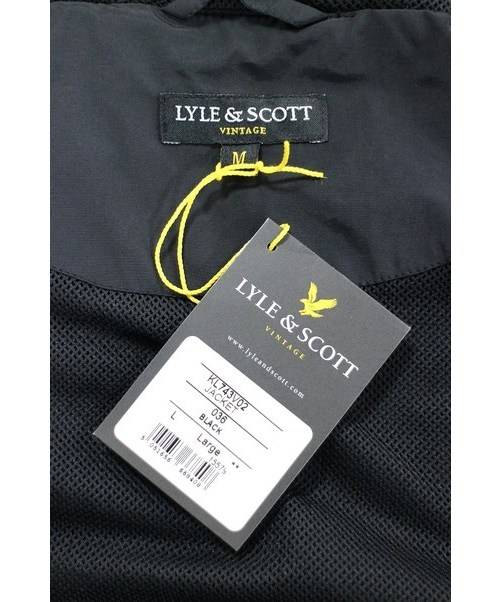 LYLE & SCOTT
VINTAGE
M
LYLE & SCOTT
VINTAGE
www.lyleandscott.com
KL743V02
JACKET
036
BLACK
L Large **